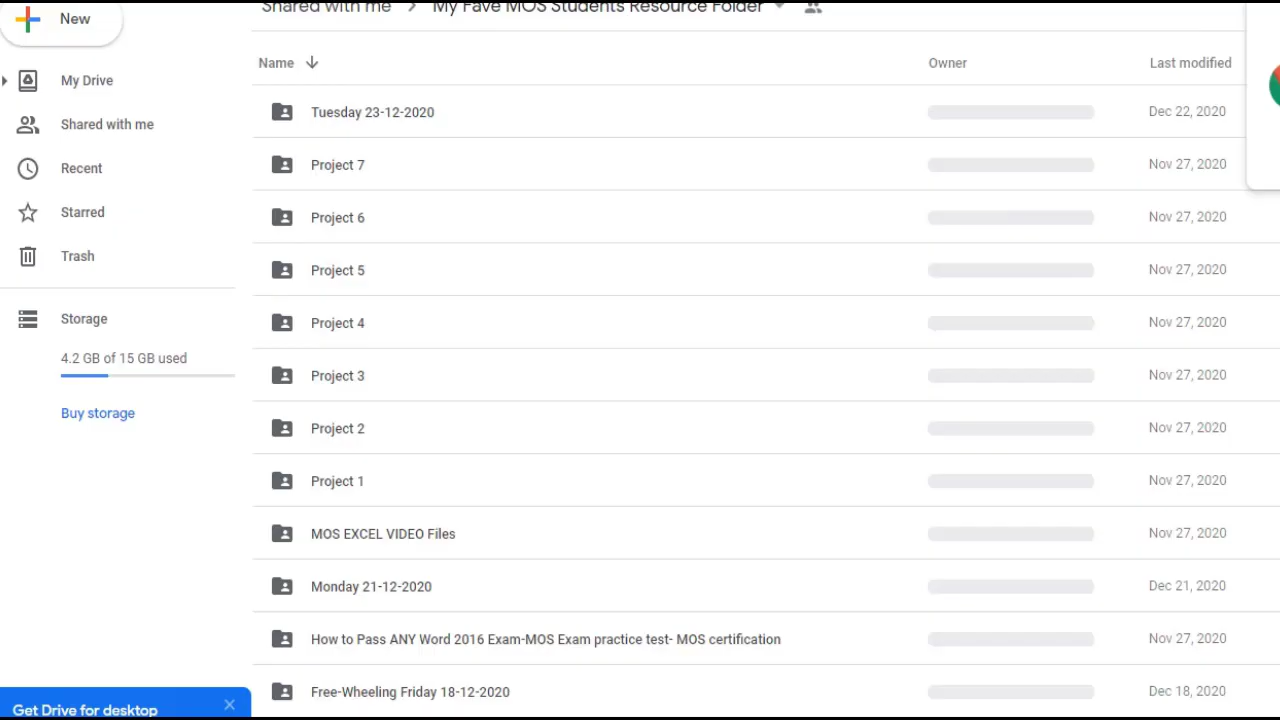 Shared with me > My Fave MOS Students Resource Folder
New
Name Owner Last modified
My Drive
Shared with me
Recent
Starred
Trash
Storage
4.2 GB of 15 GB used
Buy storage
Tuesday 23-12-2020 Dec 22, 2020
Project 7 Nov 27, 2020
Project 6 Nov 27, 2020
Project 5 Nov 27, 2020
Project 4 Nov 27, 2020
Project 3 Nov 27, 2020
Project 2 Nov 27, 2020
Project 1 Nov 27, 2020
MOS EXCEL VIDEO Files Nov 27, 2020
Monday 21-12-2020 Dec 21, 2020
How to Pass ANY Word 2016 Exam-MOS Exam practice test- MOS certification Nov 27, 2020
Free-Wheeling Friday 18-12-2020 Dec 18, 2020
Get Drive for desktop